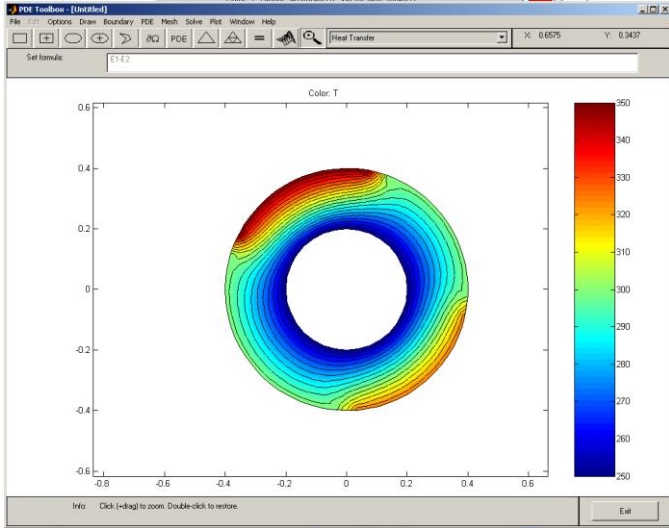 PDE Toolbox - [Untitled]
File Edit Options Draw Boundary PDE Mesh Solve Plot Window Help
∂Ω PDE = Heat Transfer X: 0.6575 Y: 0.3437
Set formula: E1-E2
Color: T
0.6
0.4
0.2
0
-0.2
-0.4
-0.6
-0.8 -0.6 -0.4 -0.2 0 0.2 0.4 0.6
350
340
330
320
310
300
290
280
270
260
250
Info: Click (+drag) to zoom. Double-click to restore. Exit